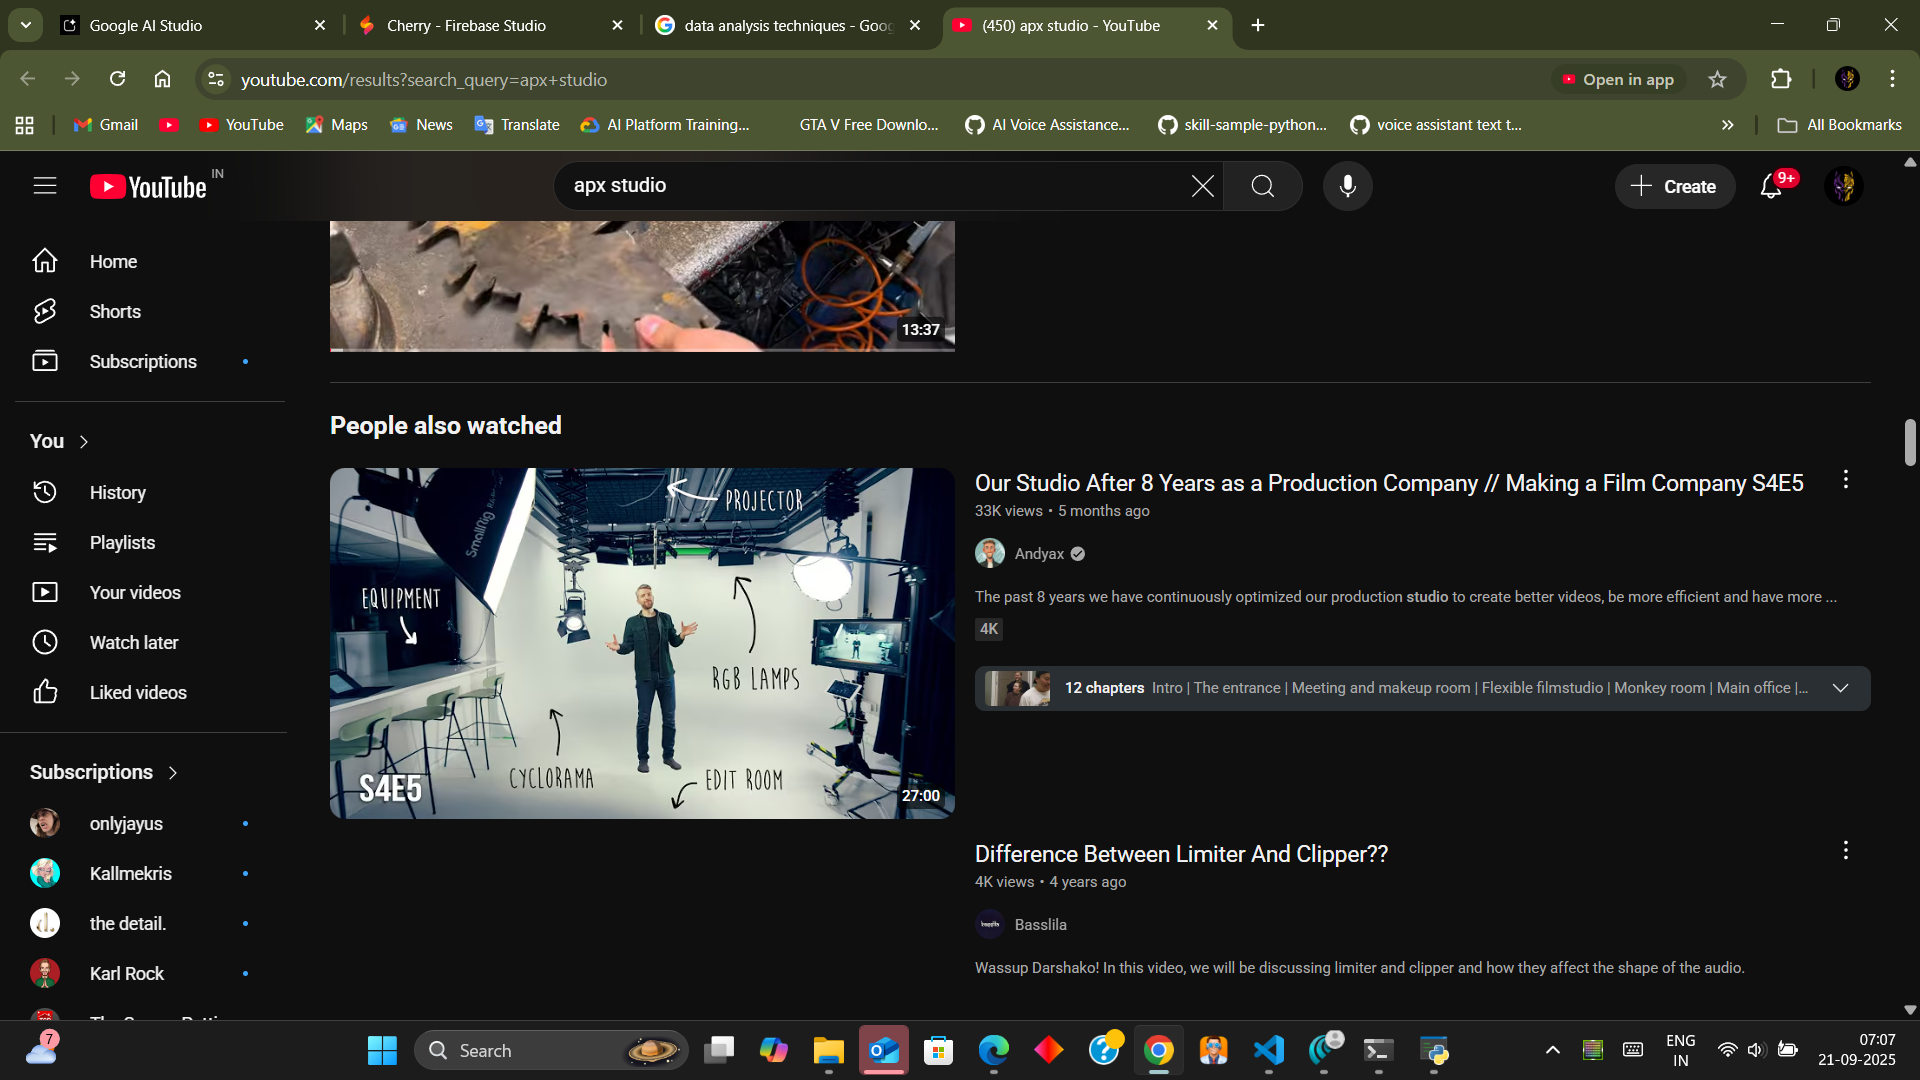 Google AI Studio
Cherry - Firebase Studio
data analysis techniques - Goog
(450) apx studio - YouTube
youtube.com/results?search_query=apx+studio
Open in app
Gmail
YouTube
Maps
News
Translate
AI Platform Training...
GTA V Free Downlo...
AI Voice Assistance...
skill-sample-python...
voice assistant text t...
All Bookmarks
YouTube IN
apx studio
Create
9+
Home
Shorts
Subscriptions
You
History
Playlists
Your videos
Watch later
Liked videos
Subscriptions
onlyjayus
Kallmekris
the detail.
Karl Rock
13:37
People also watched
SmallRig
PROJECTOR
EQUIPMENT
RGB LAMPS
CYCLORAMA
EDIT ROOM
S4E5
27:00
Our Studio After 8 Years as a Production Company // Making a Film Company S4E5
33K views • 5 months ago
Andyax
The past 8 years we have continuously optimized our production studio to create better videos, be more efficient and have more ...
4K
12 chapters Intro | The entrance | Meeting and makeup room | Flexible filmstudio | Monkey room | Main office |...
Difference Between Limiter And Clipper??
4K views • 4 years ago
Basslila
Wassup Darshako! In this video, we will be discussing limiter and clipper and how they affect the shape of the audio.
7
Search
ENG
IN
07:07
21-09-2025